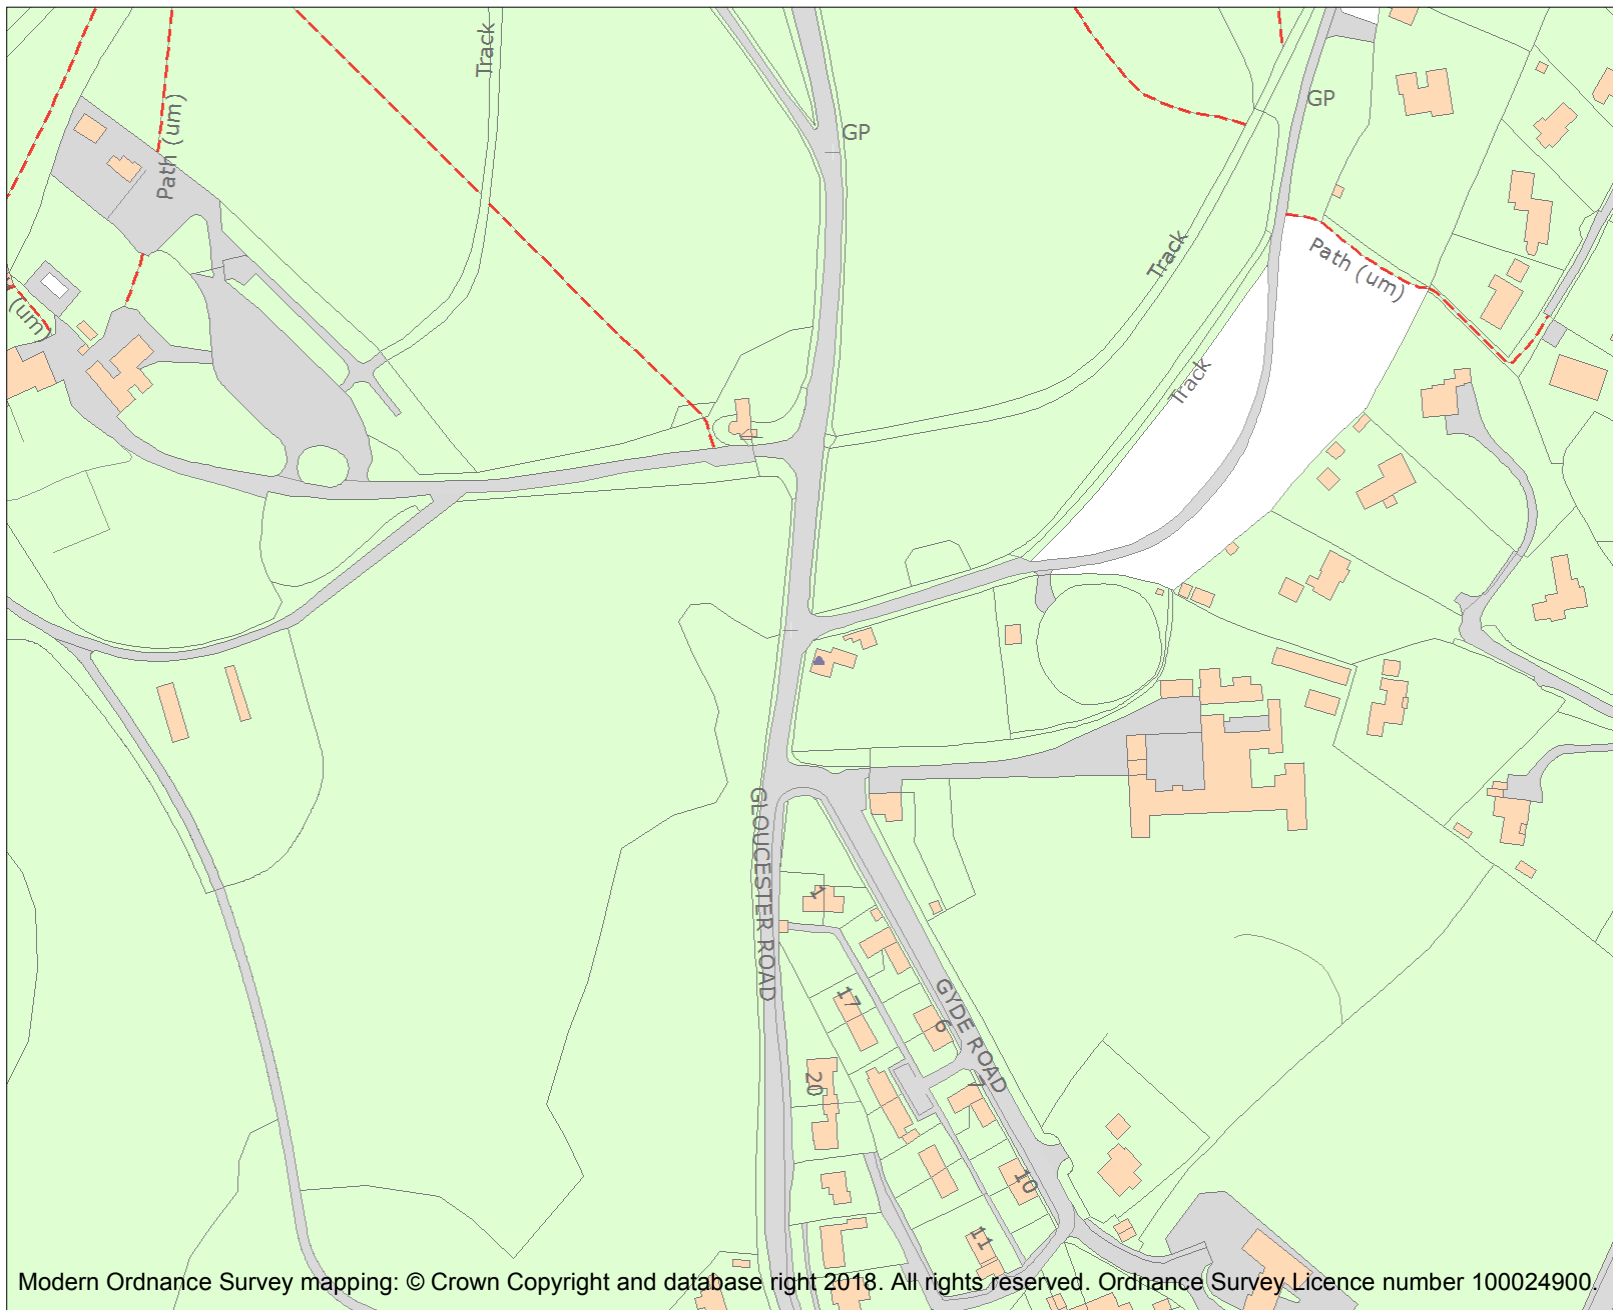 Track
GP
GP
Path (um)
Track
Path (um)
(um)
Track
GLOUCESTER ROAD
1
17
GYDE ROAD
6
20
7
10
11
Modern Ordnance Survey mapping: © Crown Copyright and database right 2018. All rights reserved. Ordnance Survey Licence number 100024900.